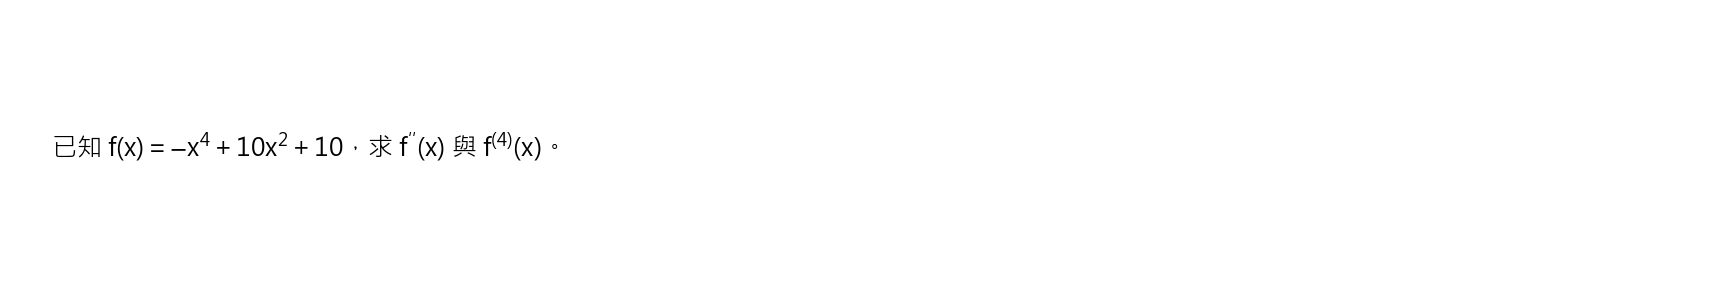 已知 f(x) = –x⁴ + 10x² + 10，求 f′′(x) 與 f⁽⁴⁾(x)。